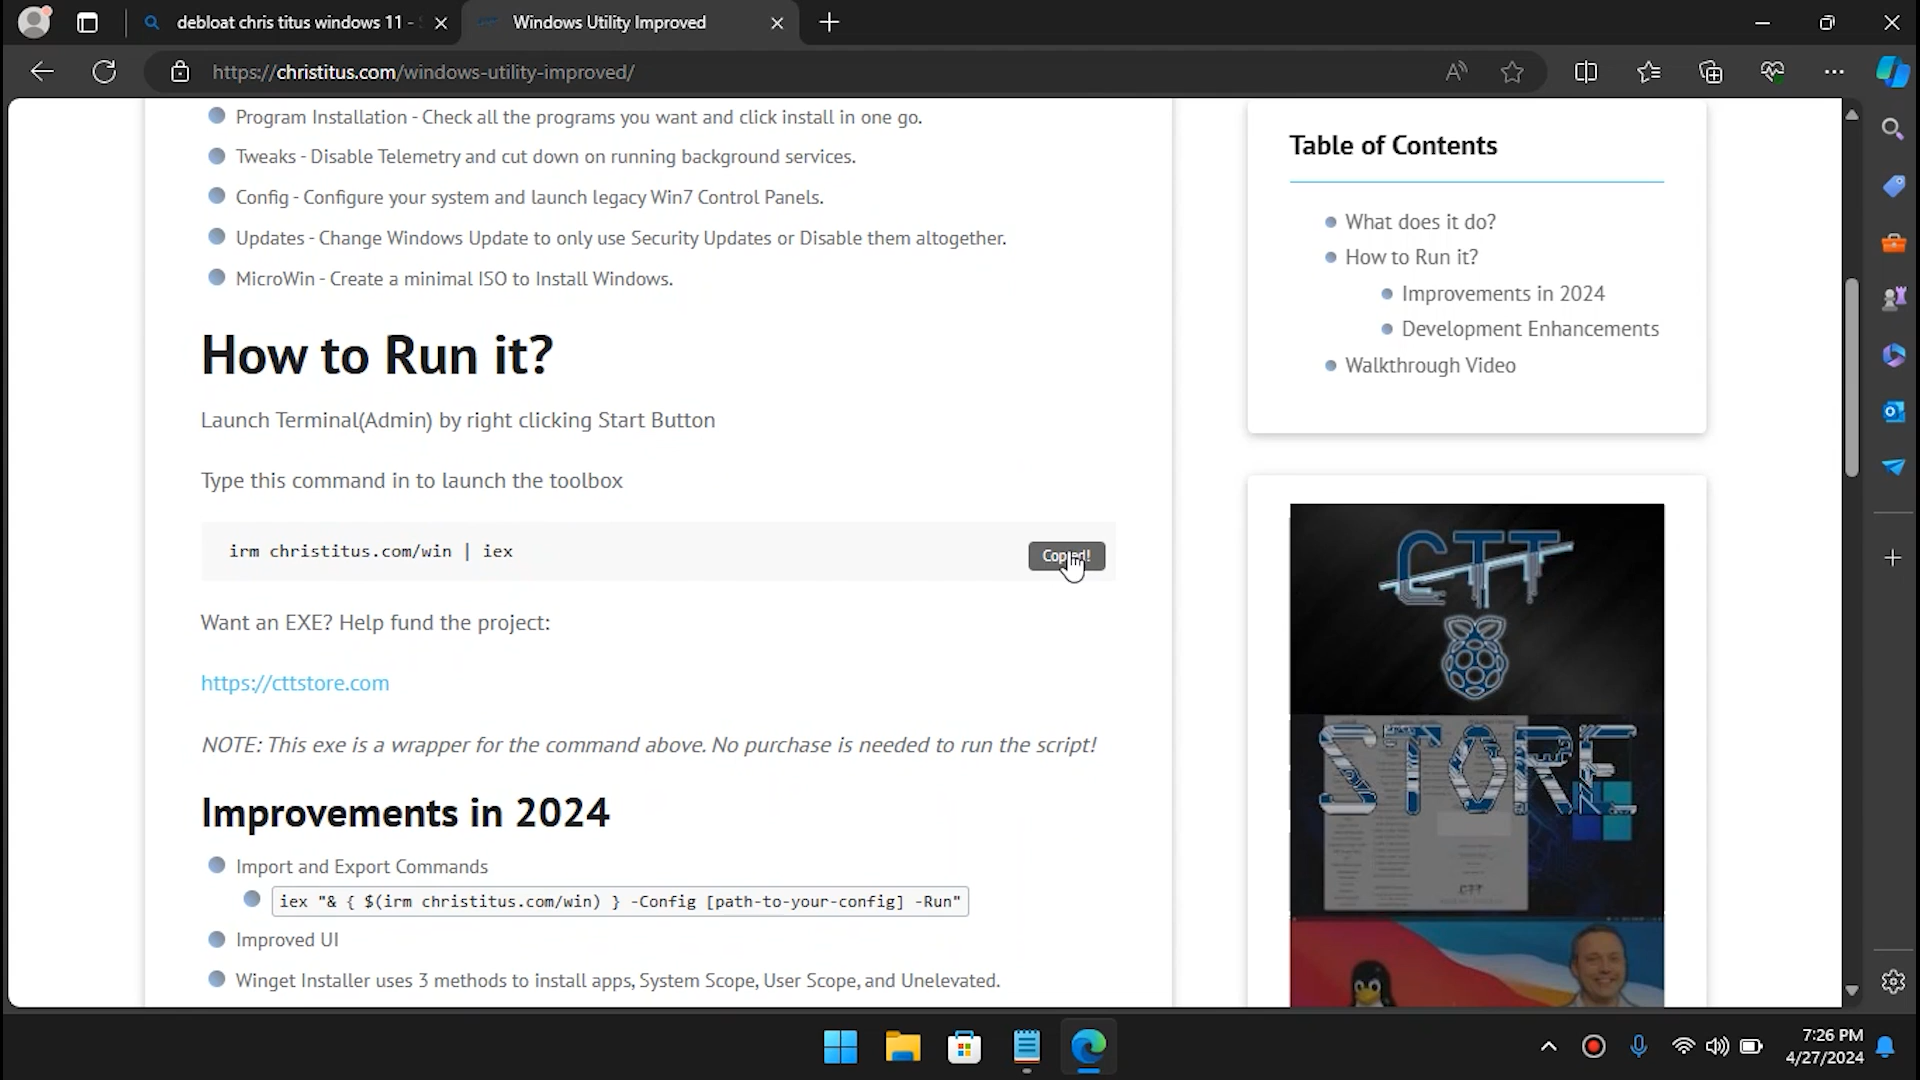 debloat chris titus windows 11 -
Windows Utility Improved
https://christitus.com/windows-utility-improved/
Program Installation - Check all the programs you want and click install in one go.
Tweaks - Disable Telemetry and cut down on running background services.
Config - Configure your system and launch legacy Win7 Control Panels.
Updates - Change Windows Update to only use Security Updates or Disable them altogether.
MicroWin - Create a minimal ISO to Install Windows.
How to Run it?
Launch Terminal(Admin) by right clicking Start Button
Type this command in to launch the toolbox
irm christitus.com/win | iex
Copied!
Want an EXE? Help fund the project:
https://cttstore.com
NOTE: This exe is a wrapper for the command above. No purchase is needed to run the script!
Improvements in 2024
Import and Export Commands
iex "& { $(irm christitus.com/win) } -Config [path-to-your-config] -Run"
Improved UI
Winget Installer uses 3 methods to install apps, System Scope, User Scope, and Unelevated.
Table of Contents
What does it do?
How to Run it?
Improvements in 2024
Development Enhancements
Walkthrough Video
CTT
STORE
CTT
7:26 PM
4/27/2024